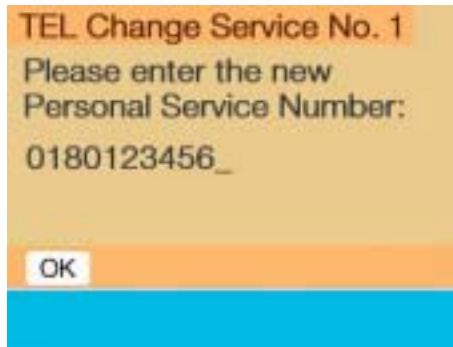 TEL Change Service No. 1
Please enter the new
Personal Service Number:
0180123456_
OK